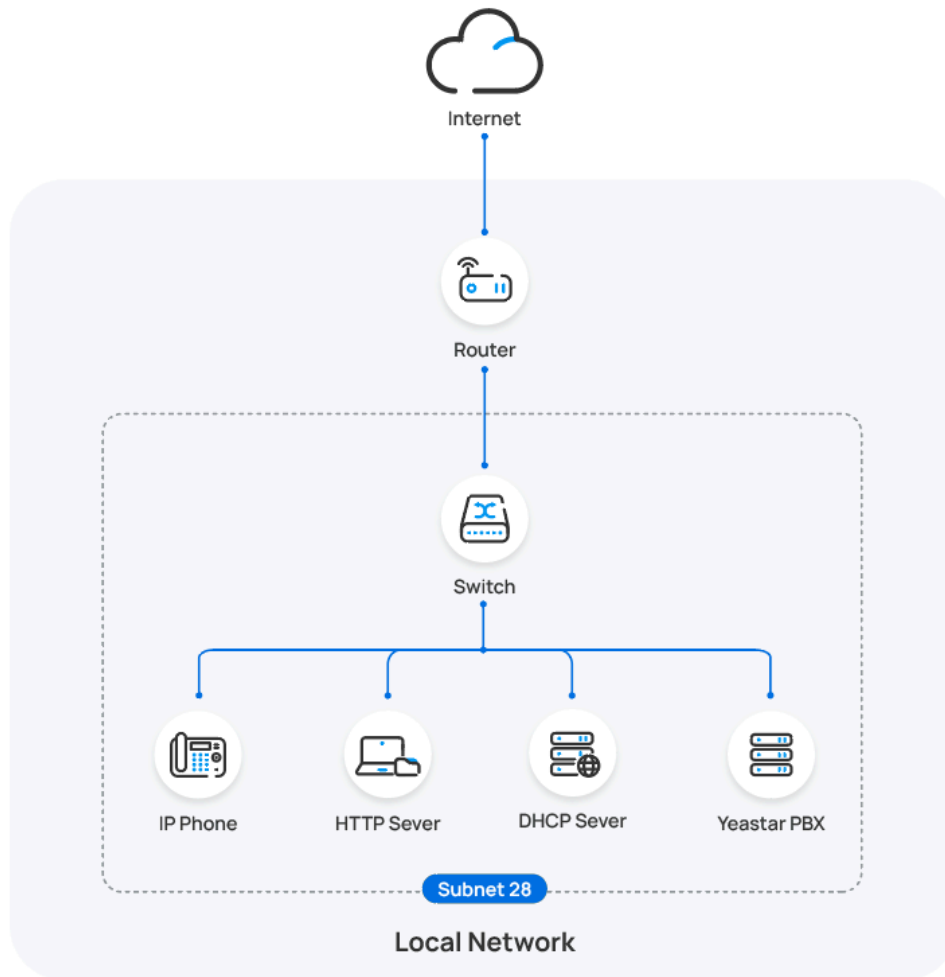 Internet
Router
Switch
IP Phone
HTTP Sever
DHCP Sever
Yeastar PBX
Subnet 28
Local Network